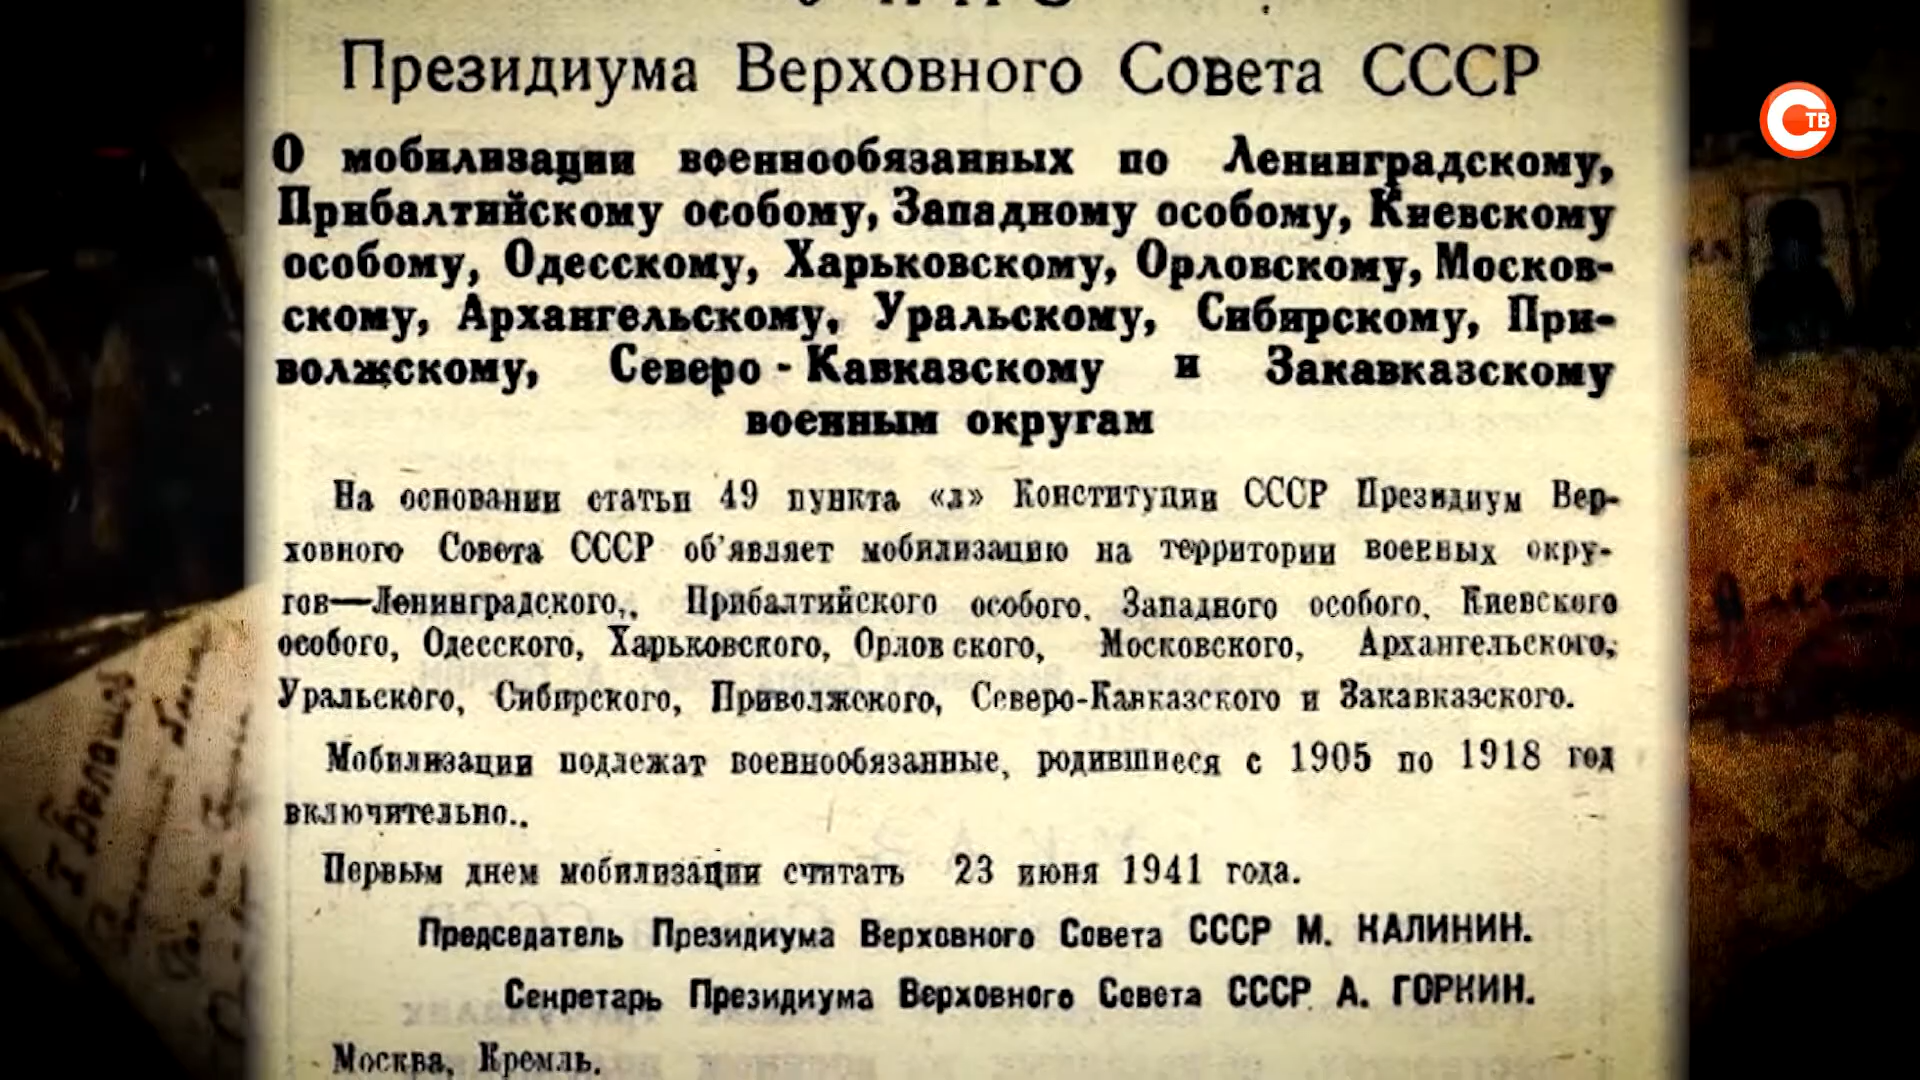 Президиума Верховного Совета СССР
СТВ
О мобилизации военнообязанных по Ленинградскому,
Прибалтийскому особому, Западному особому, Киевскому
особому, Одесскому, Харьковскому, Орловскому, Москов-
скому, Архангельскому, Уральскому, Сибирскому, При-
волжскому, Северо-Кавказскому и Закавказскому
военным округам
На основании статьи 49 пункта «л» Конституции СССР Президиум Вер-
ховного Совета СССР об'являет мобилизацию на территории военных окру-
гов—Ленинградского,, Прибалтийского особого, Западного особого, Киевского
особого, Одесского, Харьковского, Орловского, Московского, Архангельского,
Уральского, Сибирского, Приволжского, Северо-Кавказского и Закавказского.
Мобилизации подлежат военнообязанные, родившиеся с 1905 по 1918 год
включительно..
Первым днем мобилизации считать 23 июня 1941 года.
Председатель Президиума Верховного Совета СССР М. КАЛИНИН.
Секретарь Президиума Верховного Совета СССР А. ГОРКИН.
Москва, Кремль.